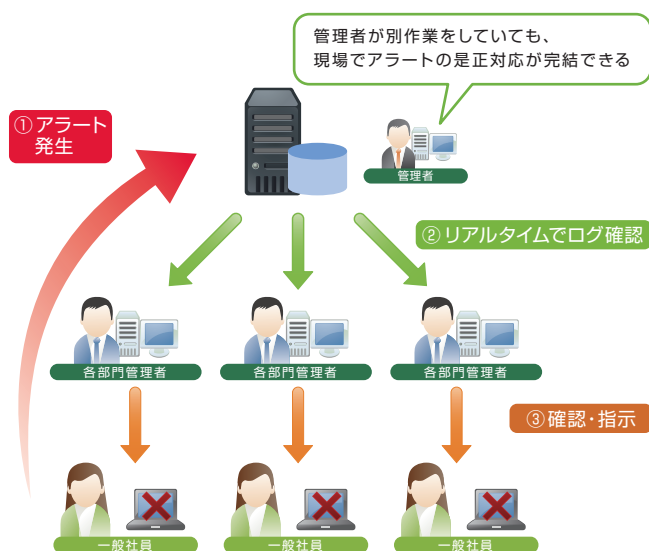 管理者が別作業をしていても、
現場でアラートの是正対応が完結できる
①アラート
発生
管理者
②リアルタイムでログ確認
各部門管理者
各部門管理者
各部門管理者
③確認・指示
一般社員
一般社員
一般社員